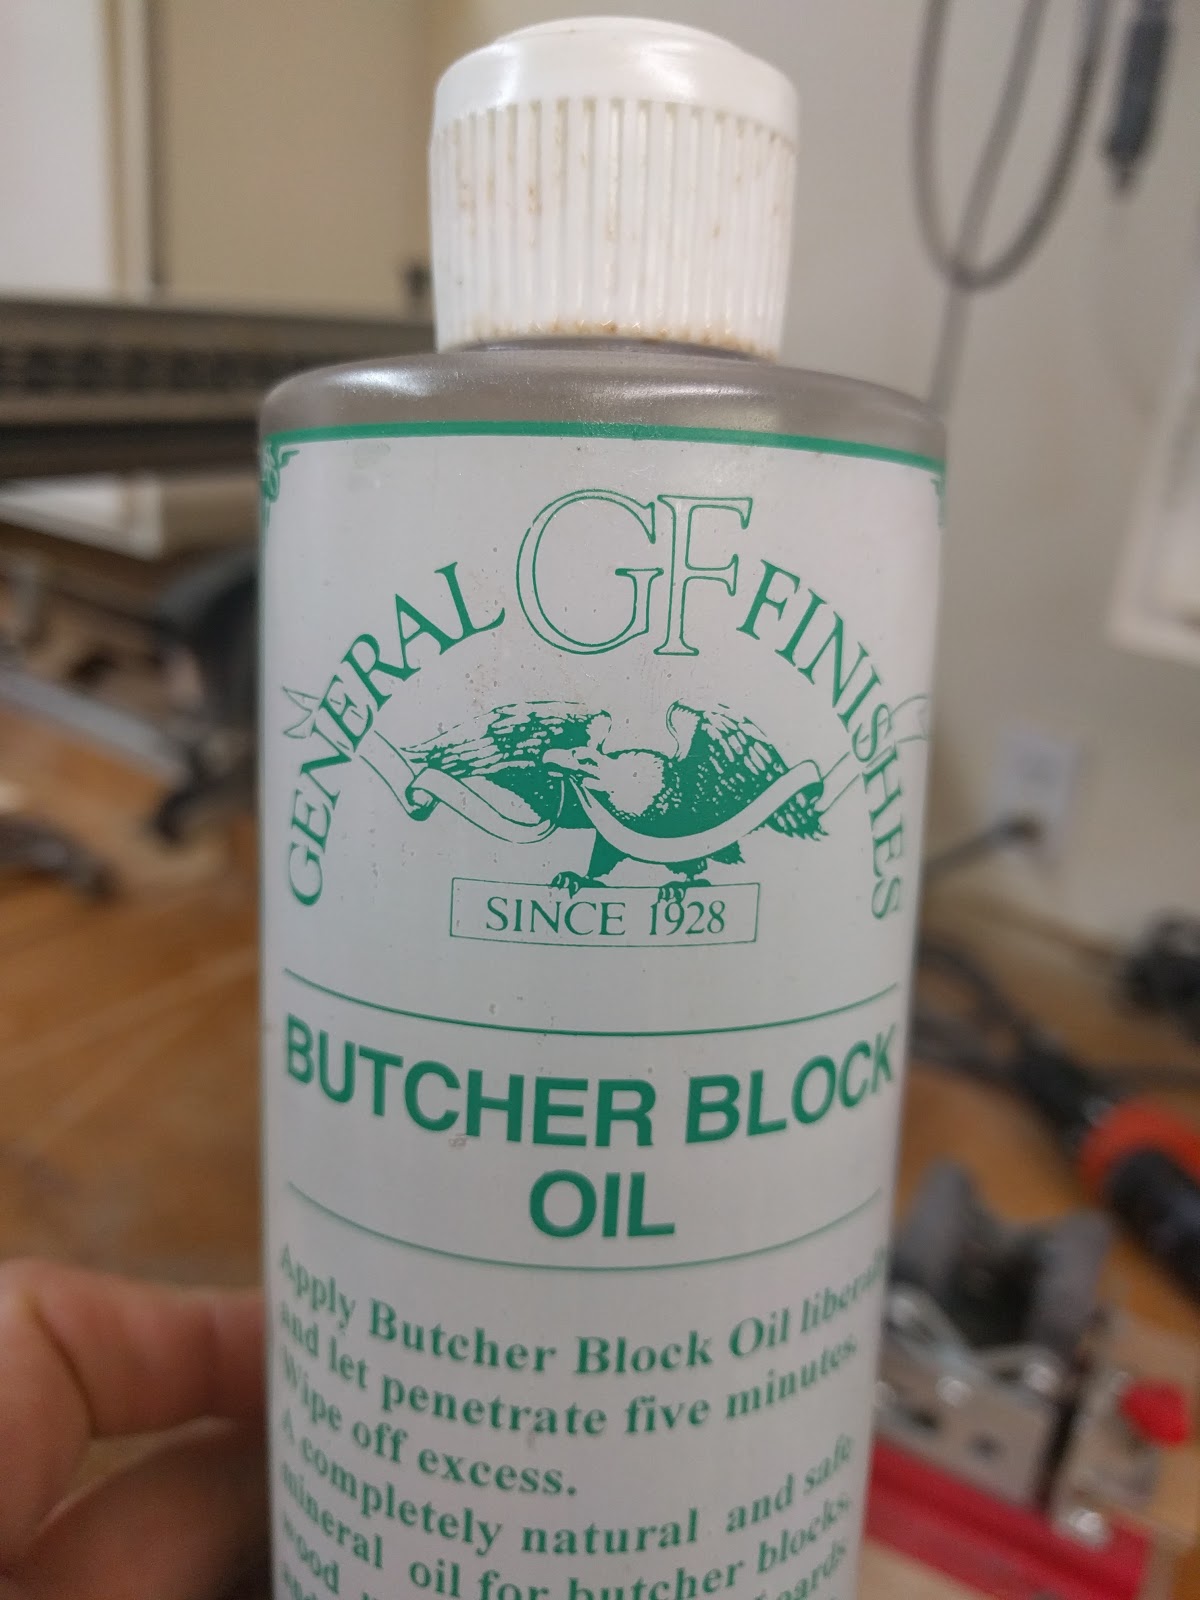 GF
GENERAL FINISHES
SINCE 1928
BUTCHER BLOCK
OIL
Apply Butcher Block Oil
and let penetrate five minutes.
Wipe off excess.
A completely natural and safe
mineral oil for butcher blocks,
wood